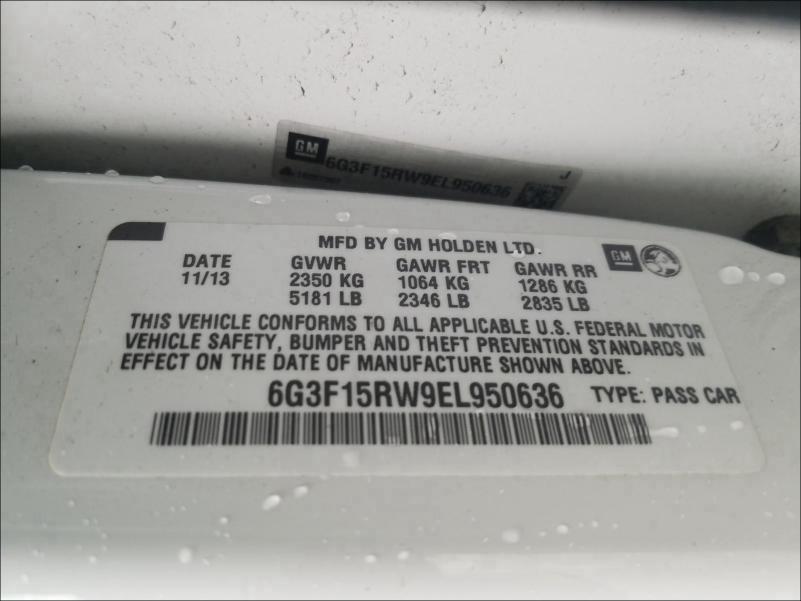 GM
6G3F15RW9EL950636
J
MFD BY GM HOLDEN LTD.
GM
DATE GVWR GAWR FRT GAWR RR
11/13 2350 KG 1064 KG 1286 KG
5181 LB 2346 LB 2835 LB
THIS VEHICLE CONFORMS TO ALL APPLICABLE U.S. FEDERAL MOTOR
VEHICLE SAFETY, BUMPER AND THEFT PREVENTION STANDARDS IN
EFFECT ON THE DATE OF MANUFACTURE SHOWN ABOVE.
6G3F15RW9EL950636 TYPE: PASS CAR